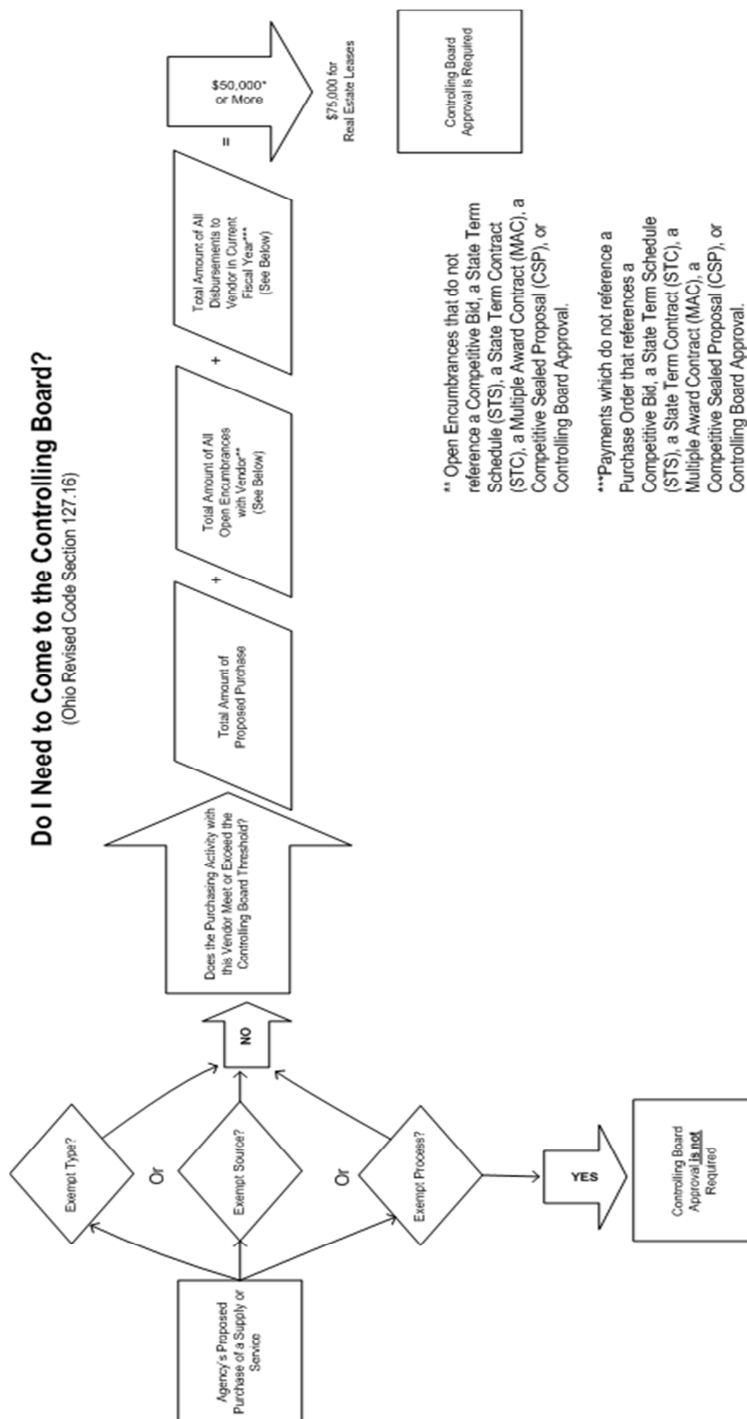 Do I Need to Come to the Controlling Board?
(Ohio Revised Code Section 127.16)
Agency's Proposed
Purchase of a Supply or
Service
Exempt Type?
Or
Exempt Source?
Or
Exempt Process?
NO
YES
Controlling Board
Approval is not
Required
Does the Purchasing Activity with
this Vendor Meet or Exceed the
Controlling Board Threshold?
Total Amount of
Proposed Purchase
+
Total Amount of All
Open Encumbrances
with Vendor**
(See Below)
+
Total Amount of All
Disbursements to
Vendor in Current
Fiscal Year***
(See Below)
=
$50,000*
or More
$75,000 for
Real Estate Leases
Controlling Board
Approval is Required
** Open Encumbrances that do not
reference a Competitive Bid, a State Term
Schedule (STS), a State Term Contract
(STC), a Multiple Award Contract (MAC), a
Competitive Sealed Proposal (CSP), or
Controlling Board Approval.
***Payments which do not reference a
Purchase Order that references a
Competitive Bid, a State Term Schedule
(STS), a State Term Contract (STC), a
Multiple Award Contract (MAC), a
Competitive Sealed Proposal (CSP), or
Controlling Board Approval.